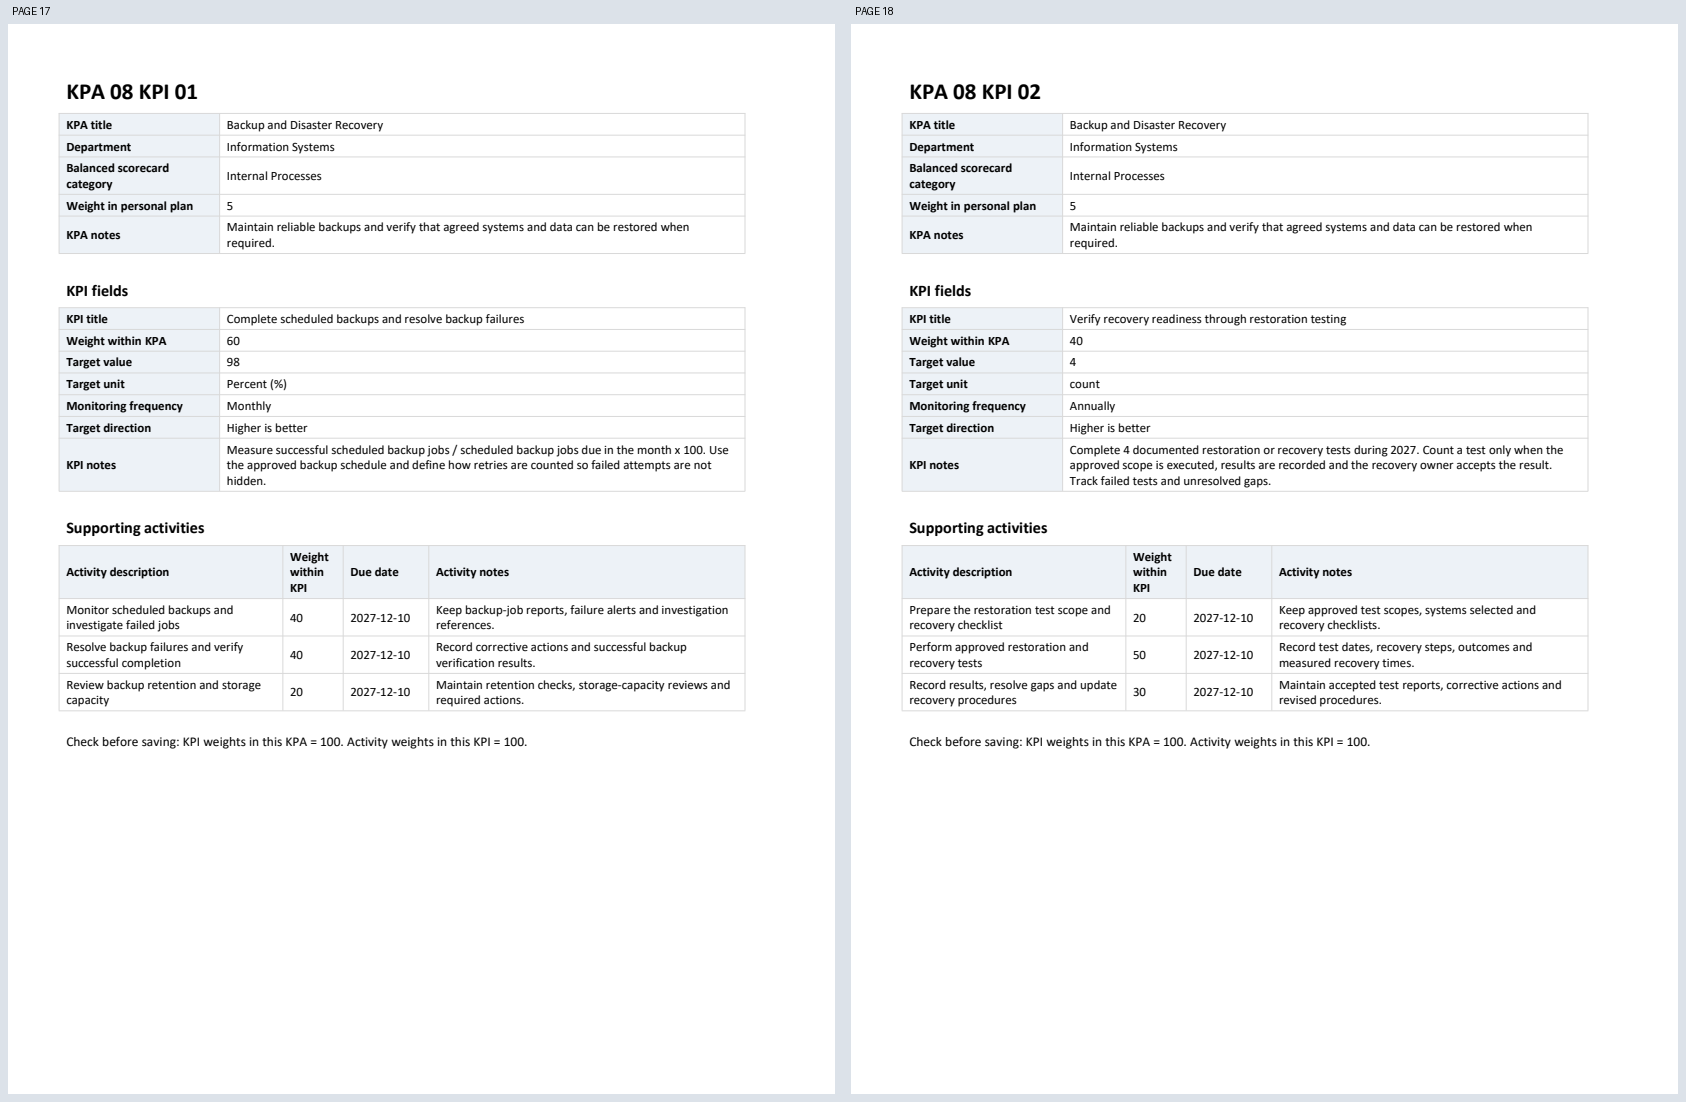 PAGE 17
KPA 08 KPI 01
KPA title
Backup and Disaster Recovery
Department
Information Systems
Balanced scorecard
category
Internal Processes
Weight in personal plan
5
KPA notes
Maintain reliable backups and verify that agreed systems and data can be restored when
required.
KPI fields
KPI title
Complete scheduled backups and resolve backup failures
Weight within KPA
60
Target value
98
Target unit
Percent (%)
Monitoring frequency
Monthly
Target direction
Higher is better
KPI notes
Measure successful scheduled backup jobs / scheduled backup jobs due in the month x 100. Use
the approved backup schedule and define how retries are counted so failed attempts are not
hidden.
Supporting activities
Activity description
Weight
within
KPI
Due date
Activity notes
Monitor scheduled backups and
investigate failed jobs
40
2027-12-10
Keep backup-job reports, failure alerts and investigation
references.
Resolve backup failures and verify
successful completion
40
2027-12-10
Record corrective actions and successful backup
verification results.
Review backup retention and storage
capacity
20
2027-12-10
Maintain retention checks, storage-capacity reviews and
required actions.
Check before saving: KPI weights in this KPA = 100. Activity weights in this KPI = 100.
PAGE 18
KPA 08 KPI 02
KPA title
Backup and Disaster Recovery
Department
Information Systems
Balanced scorecard
category
Internal Processes
Weight in personal plan
5
KPA notes
Maintain reliable backups and verify that agreed systems and data can be restored when
required.
KPI fields
KPI title
Verify recovery readiness through restoration testing
Weight within KPA
40
Target value
4
Target unit
count
Monitoring frequency
Annually
Target direction
Higher is better
KPI notes
Complete 4 documented restoration or recovery tests during 2027. Count a test only when the
approved scope is executed, results are recorded and the recovery owner accepts the result.
Track failed tests and unresolved gaps.
Supporting activities
Activity description
Weight
within
KPI
Due date
Activity notes
Prepare the restoration test scope and
recovery checklist
20
2027-12-10
Keep approved test scopes, systems selected and
recovery checklists.
Perform approved restoration and
recovery tests
50
2027-12-10
Record test dates, recovery steps, outcomes and
measured recovery times.
Record results, resolve gaps and update
recovery procedures
30
2027-12-10
Maintain accepted test reports, corrective actions and
revised procedures.
Check before saving: KPI weights in this KPA = 100. Activity weights in this KPI = 100.